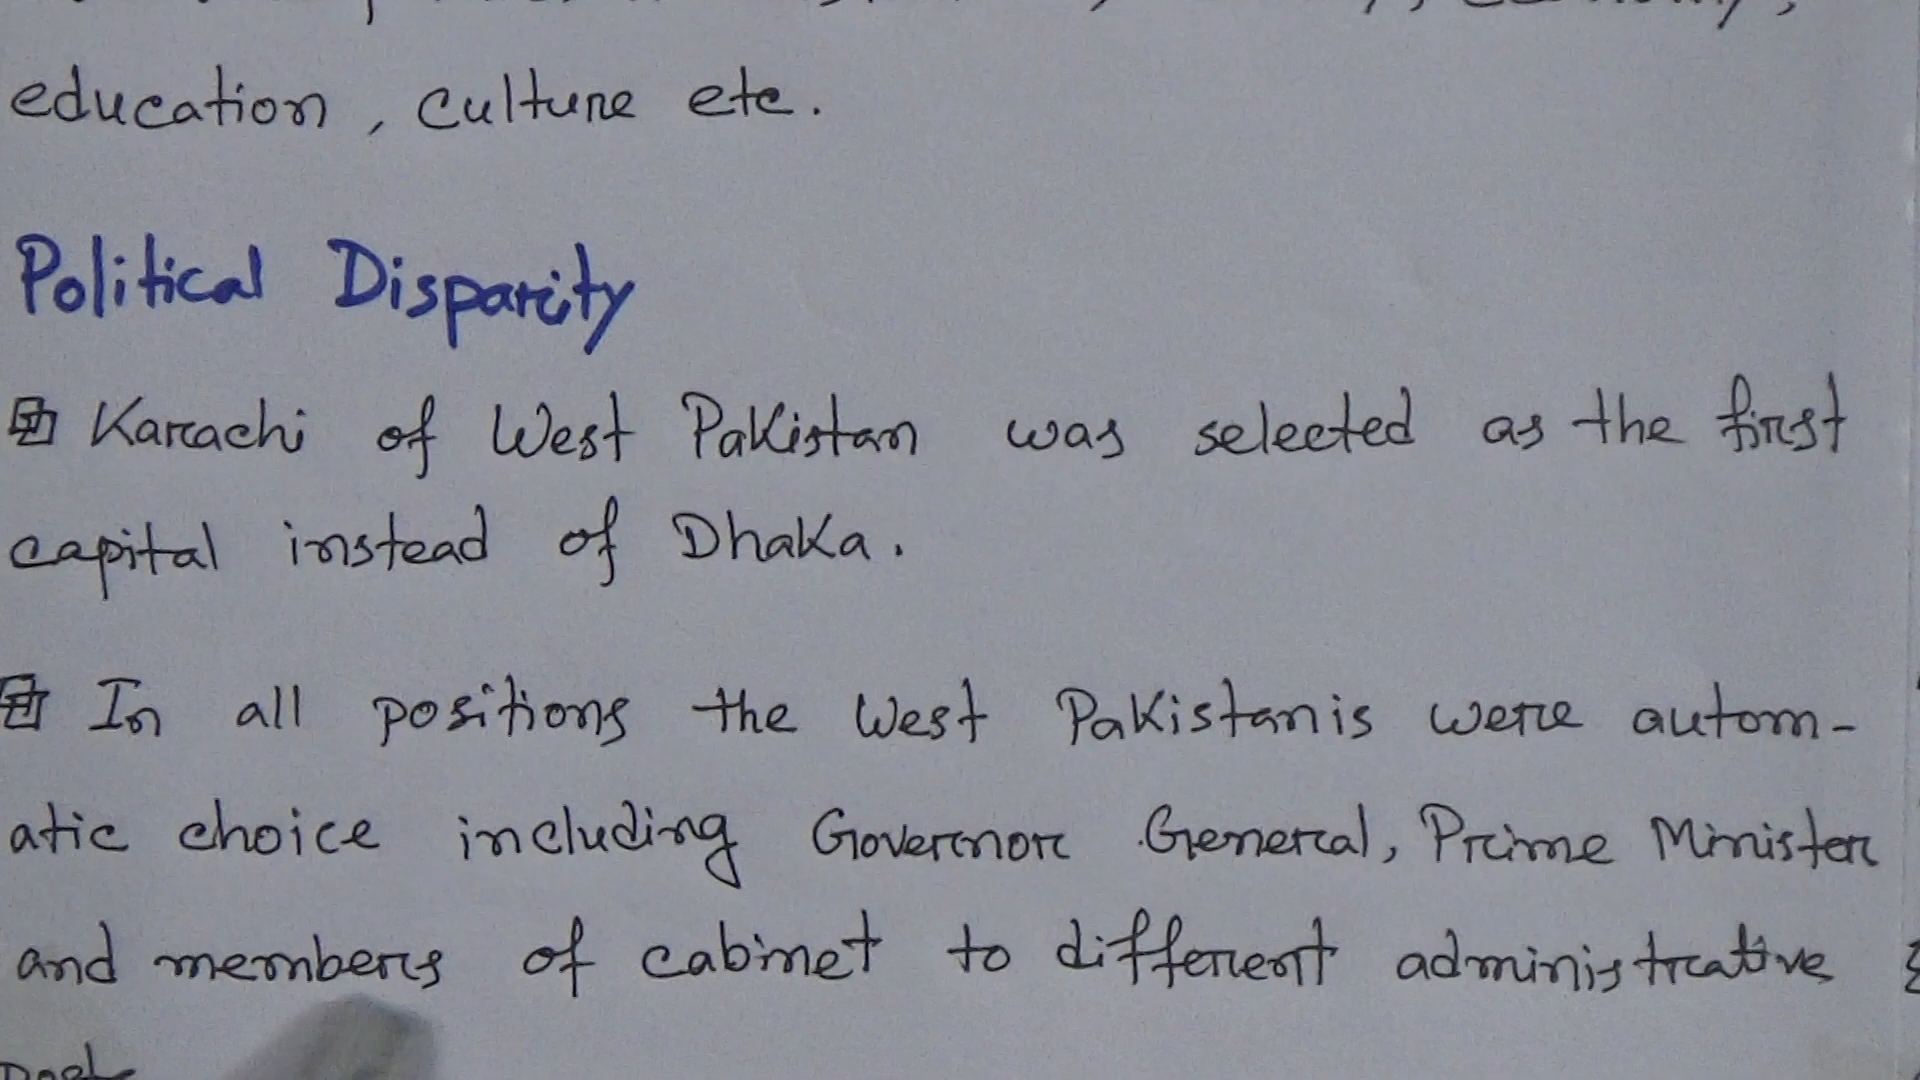 economy,
education, culture etc.
Political Disparity
Karachi of West Pakistan was selected as the first
capital instead of Dhaka.
In all positions the West Pakistanis were autom-
atic choice including Governor General, Prime Minister
and members of cabinet to different administrative